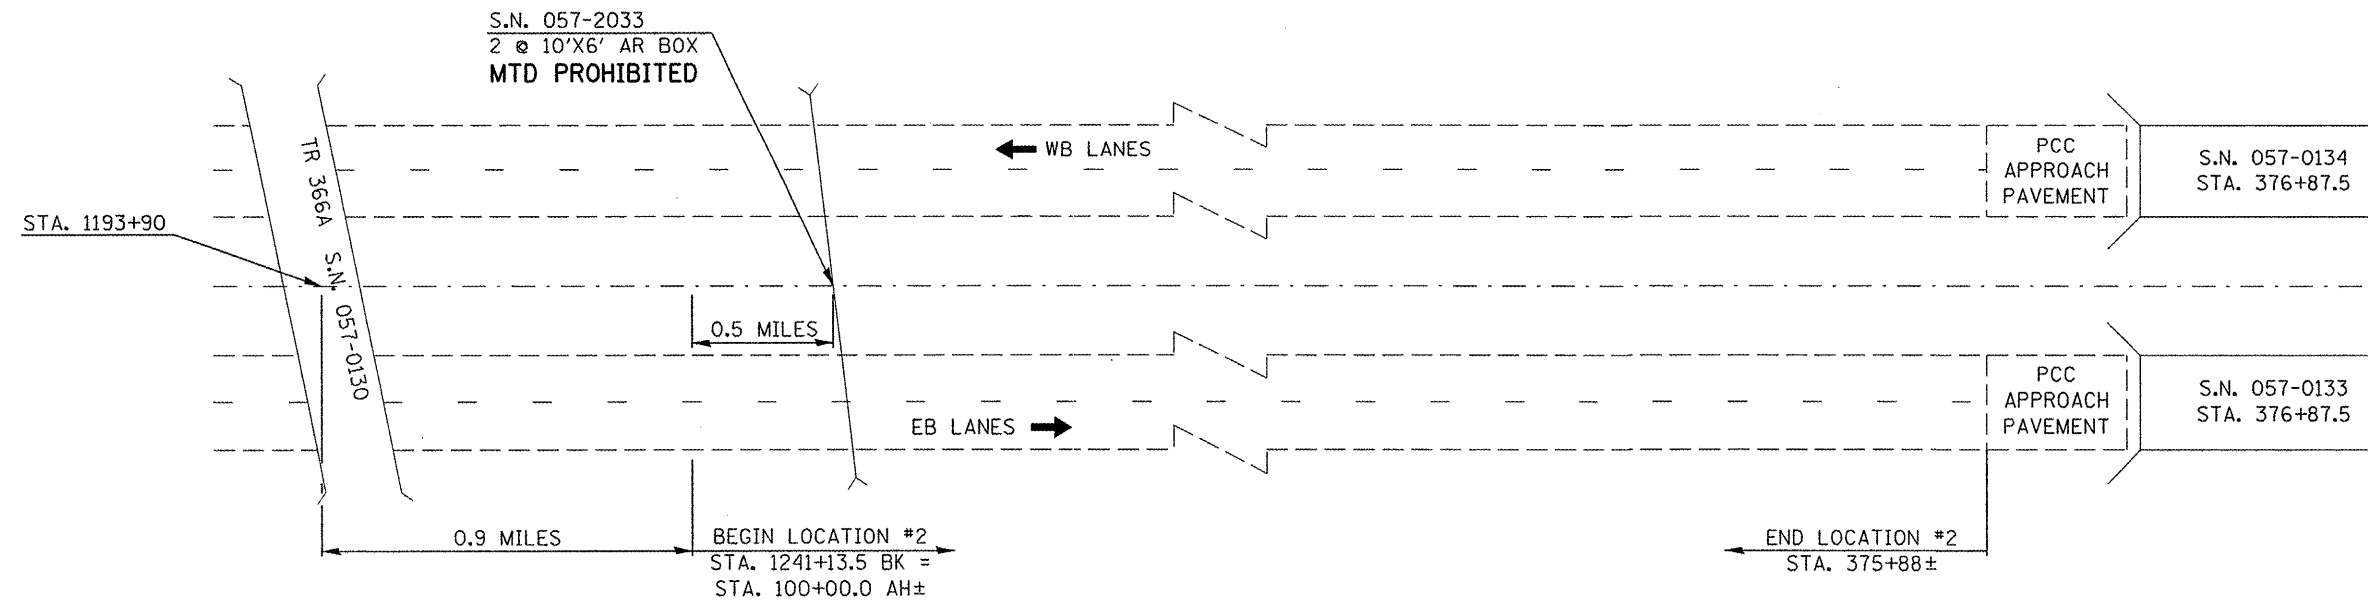 S.N. 057-2033
2 @ 10'X6' AR BOX
MTD PROHIBITED
WB LANES
PCC
APPROACH
PAVEMENT
S.N. 057-0134
STA. 376+87.5
TR 366A S.N. 057-0130
STA. 1193+90
0.5 MILES
EB LANES
PCC
APPROACH
PAVEMENT
S.N. 057-0133
STA. 376+87.5
0.9 MILES
BEGIN LOCATION #2
STA. 1241+13.5 BK =
STA. 100+00.0 AH±
END LOCATION #2
STA. 375+88±